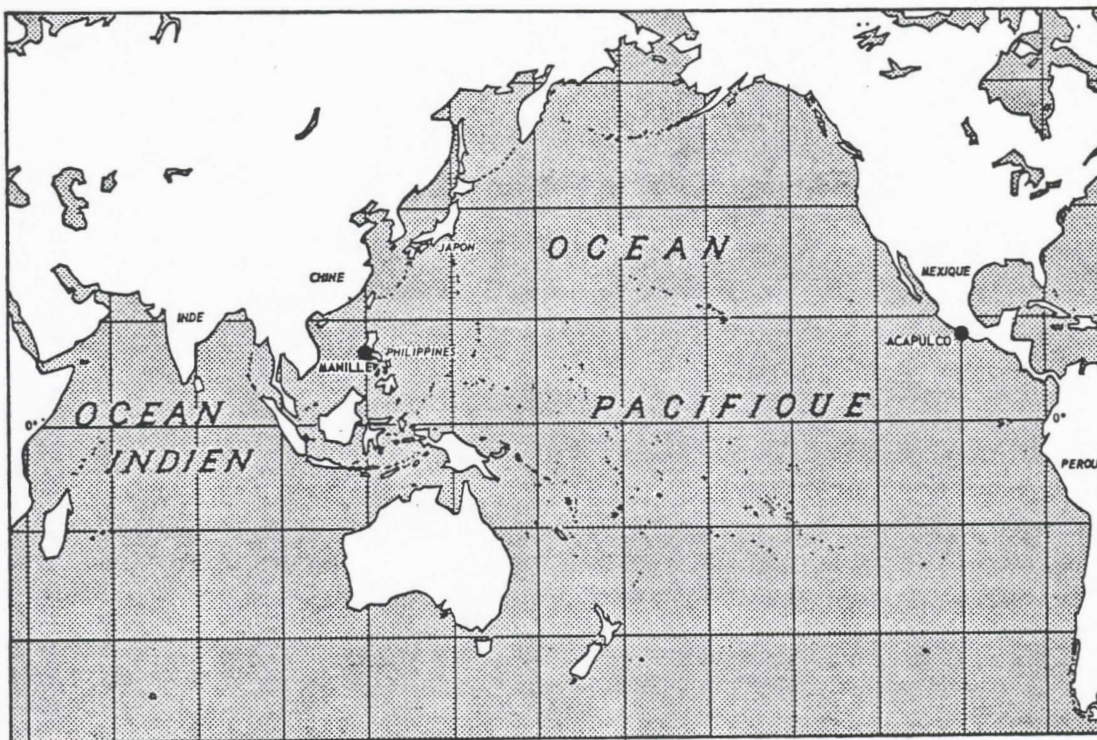 OCEAN
JAPON
CHINE
MEXIQUE
INDE
ACAPULCO
PHILIPPINES
MANILLE
OCEAN
PACIFIQUE
0°
0°
INDIEN
PEROU